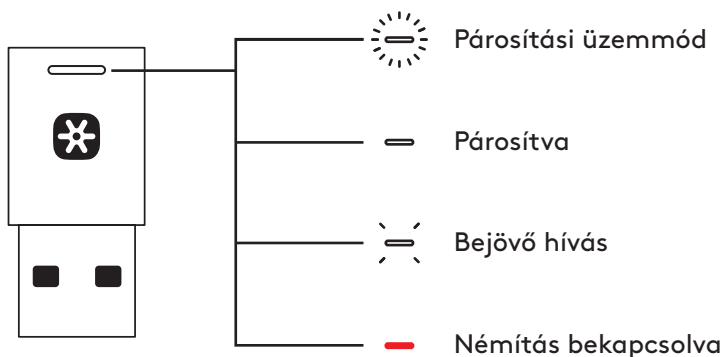 Párosítási üzemmód
Párosítva
Bejövő hívás
Némítás bekapcsolva